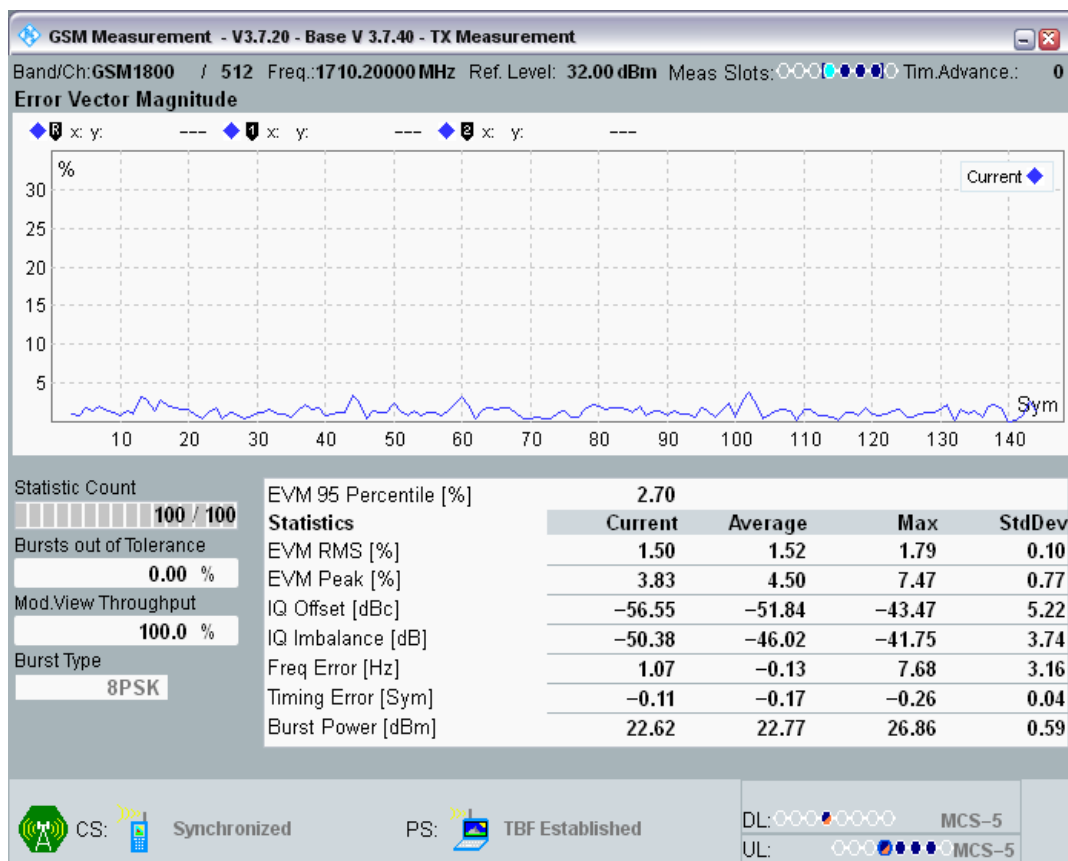 GSM Measurement - V3.7.20 - Base V 3.7.40 - TX Measurement
Band/Ch:GSM1800 / 512 Freq.:1710.20000 MHz Ref. Level: 32.00 dBm Meas Slots: Tim.Advance.: 0
Error Vector Magnitude
R x: y: --- 1 x: y: --- 2 x: y: ---
%
Current
30
25
20
15
10
5
Sym
10 20 30 40 50 60 70 80 90 100 110 120 130 140
Statistic Count
100 / 100
Bursts out of Tolerance
0.00 %
Mod.View Throughput
100.0 %
Burst Type
8PSK
EVM 95 Percentile [%] 2.70
Statistics Current Average Max StdDev
EVM RMS [%] 1.50 1.52 1.79 0.10
EVM Peak [%] 3.83 4.50 7.47 0.77
IQ Offset [dBc] −56.55 −51.84 −43.47 5.22
IQ Imbalance [dB] −50.38 −46.02 −41.75 3.74
Freq Error [Hz] 1.07 −0.13 7.68 3.16
Timing Error [Sym] −0.11 −0.17 −0.26 0.04
Burst Power [dBm] 22.62 22.77 26.86 0.59
CS: Synchronized PS: TBF Established
DL: MCS−5
UL: MCS−5